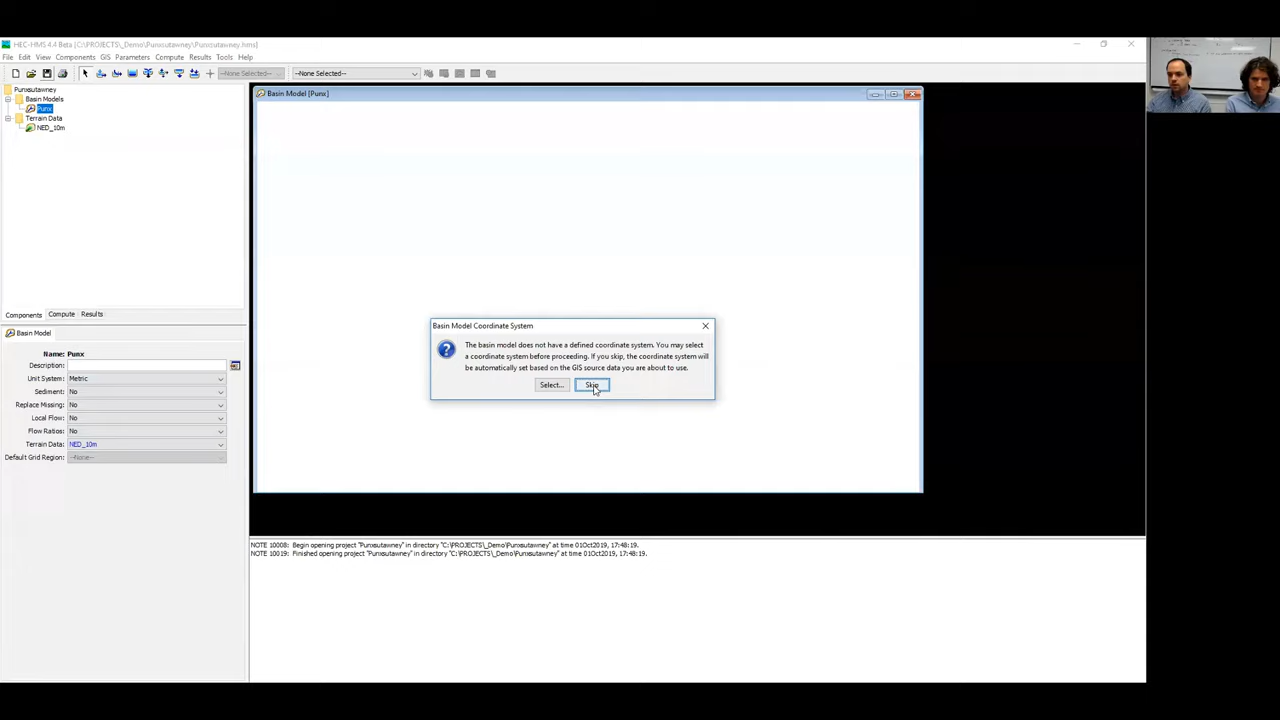 HEC-HMS 4.4 Beta [C:\PROJECTS\_Demo\Punxsutawney\Punxsutawney.hms]
File Edit View Components GIS Parameters Compute Results Tools Help
--None Selected-- --None Selected--
Punxsutawney
Basin Models
Punx
Terrain Data
NED_10m
Basin Model [Punx]
Basin Model Coordinate System
The basin model does not have a defined coordinate system. You may select
a coordinate system before proceeding. If you skip, the coordinate system will
be automatically set based on the GIS source data you are about to use.
Select... Skip
Components Compute Results
Basin Model
Name: Punx
Description:
Unit System: Metric
Sediment: No
Replace Missing: No
Local Flow: No
Flow Ratios: No
Terrain Data: NED_10m
Default Grid Region: --None--
NOTE 10008: Begin opening project "Punxsutawney" in directory "C:\PROJECTS\_Demo\Punxsutawney" at time 01Oct2019, 17:48:19.
NOTE 10019: Finished opening project "Punxsutawney" in directory "C:\PROJECTS\_Demo\Punxsutawney" at time 01Oct2019, 17:48:19.